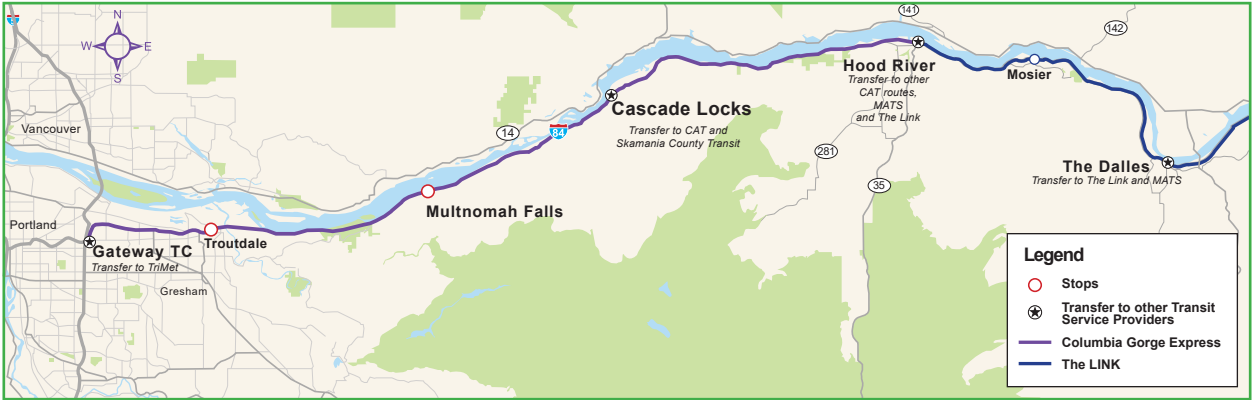 N
W
E
S
Vancouver
Portland
Gateway TC
Transfer to TriMet
Gresham
Troutdale
Multnomah Falls
14
84
Cascade Locks
Transfer to CAT and
Skamania County Transit
141
Hood River
Transfer to other
CAT routes,
MATS
and The Link
281
35
Mosier
142
The Dalles
Transfer to The Link and MATS
Legend
Stops
Transfer to other Transit
Service Providers
Columbia Gorge Express
The LINK